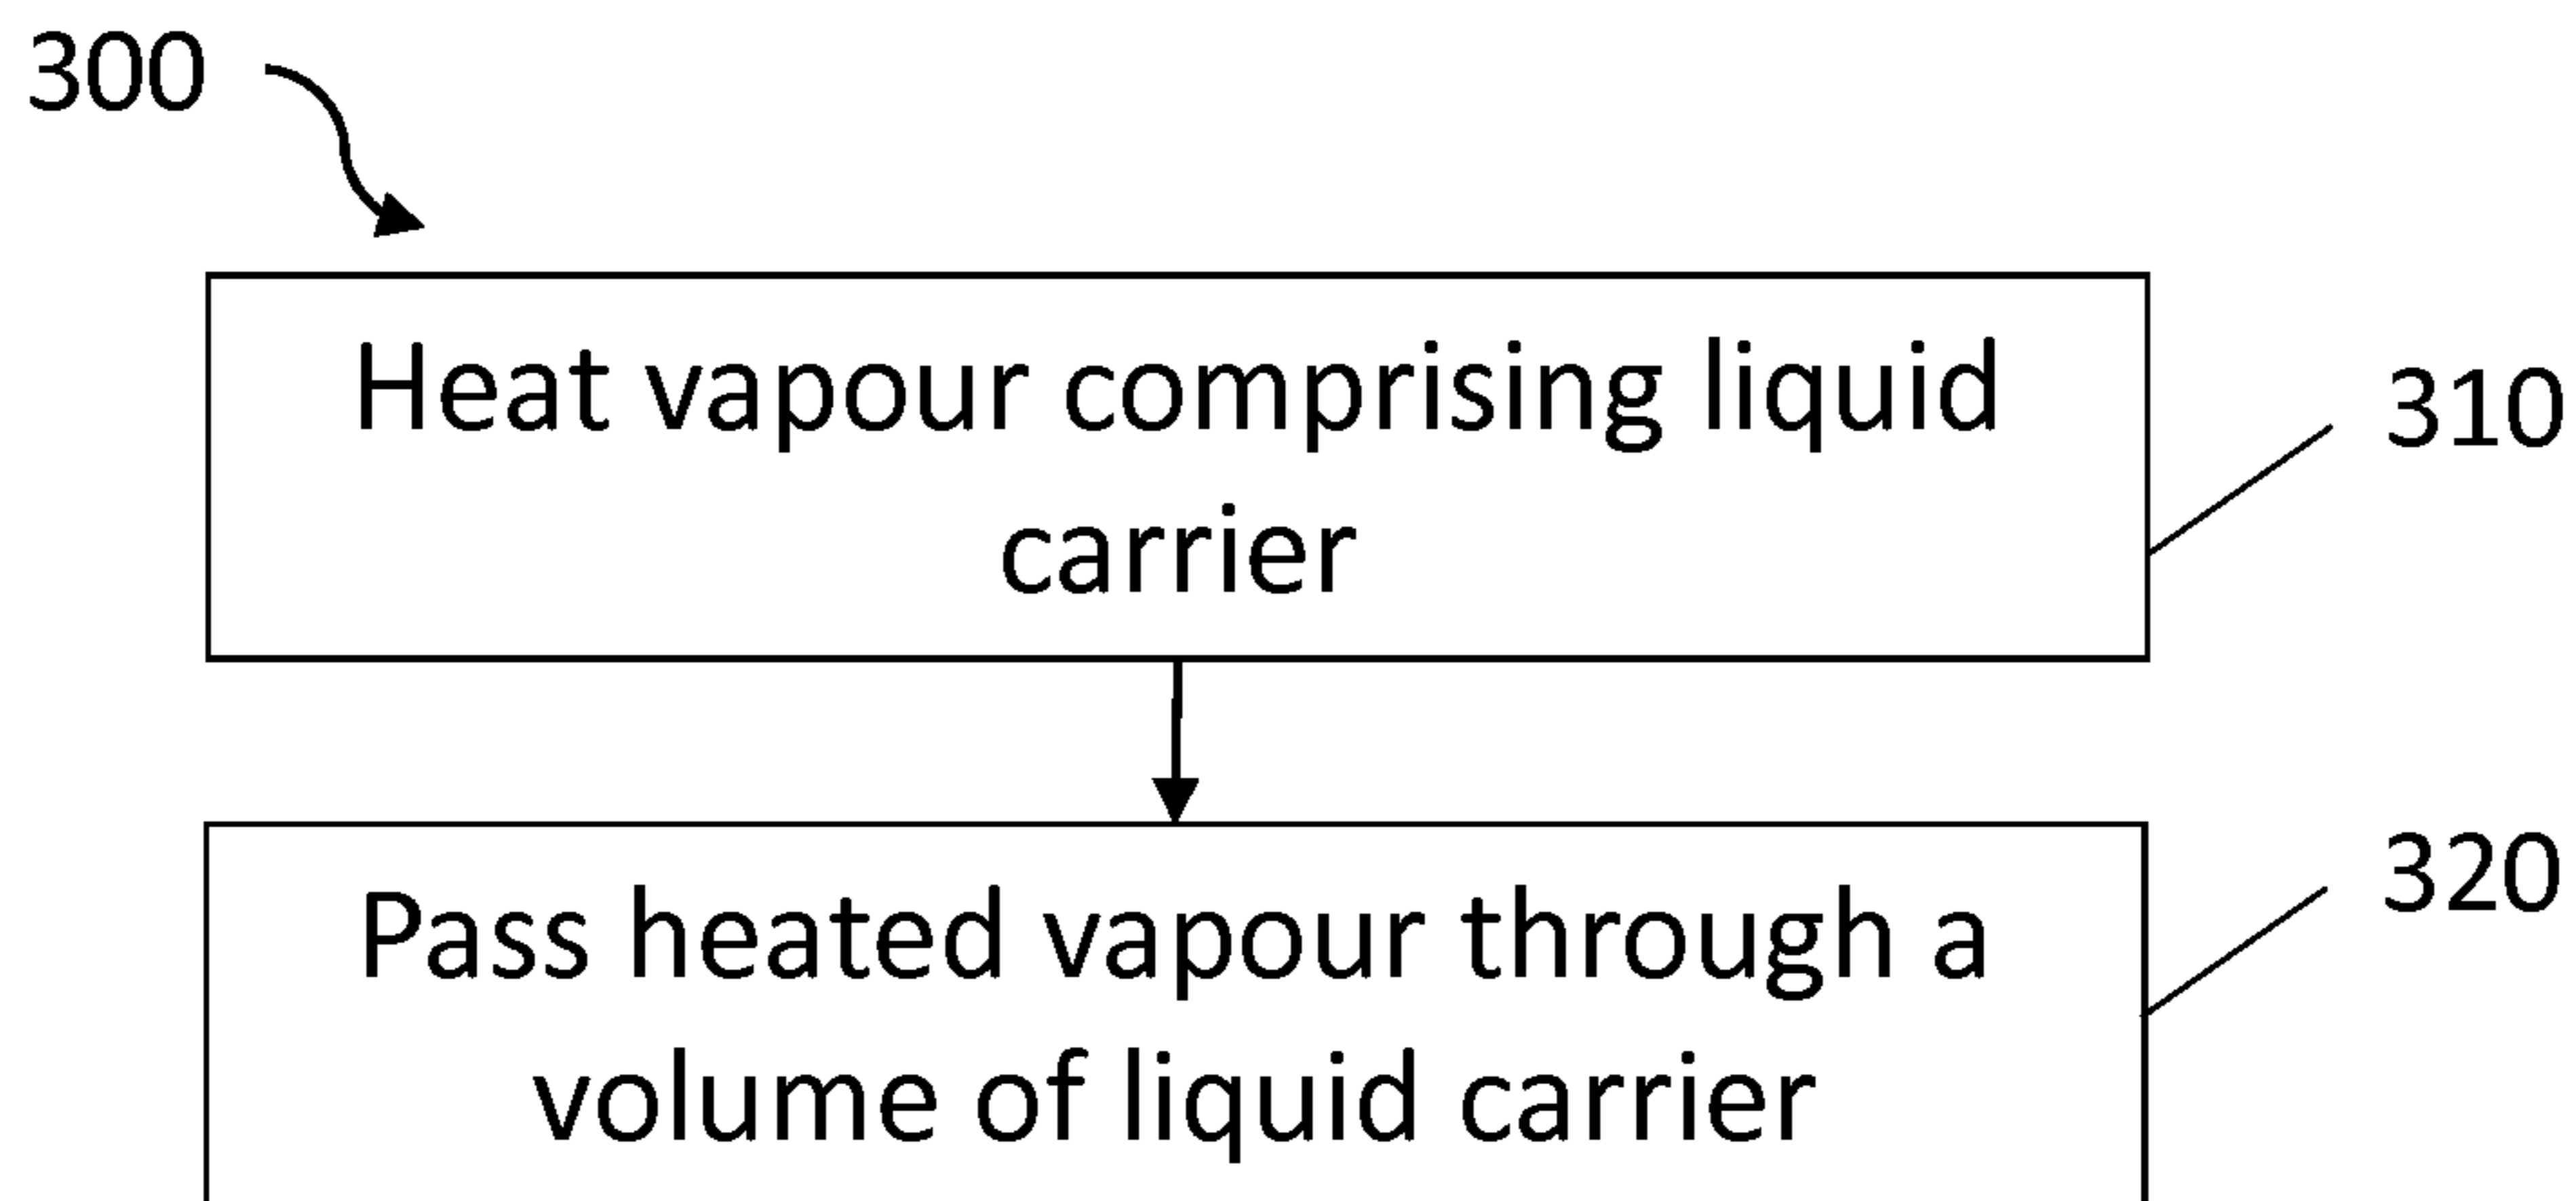 300
Heat vapour comprising liquid
carrier
310
Pass heated vapour through a
volume of liquid carrier
320